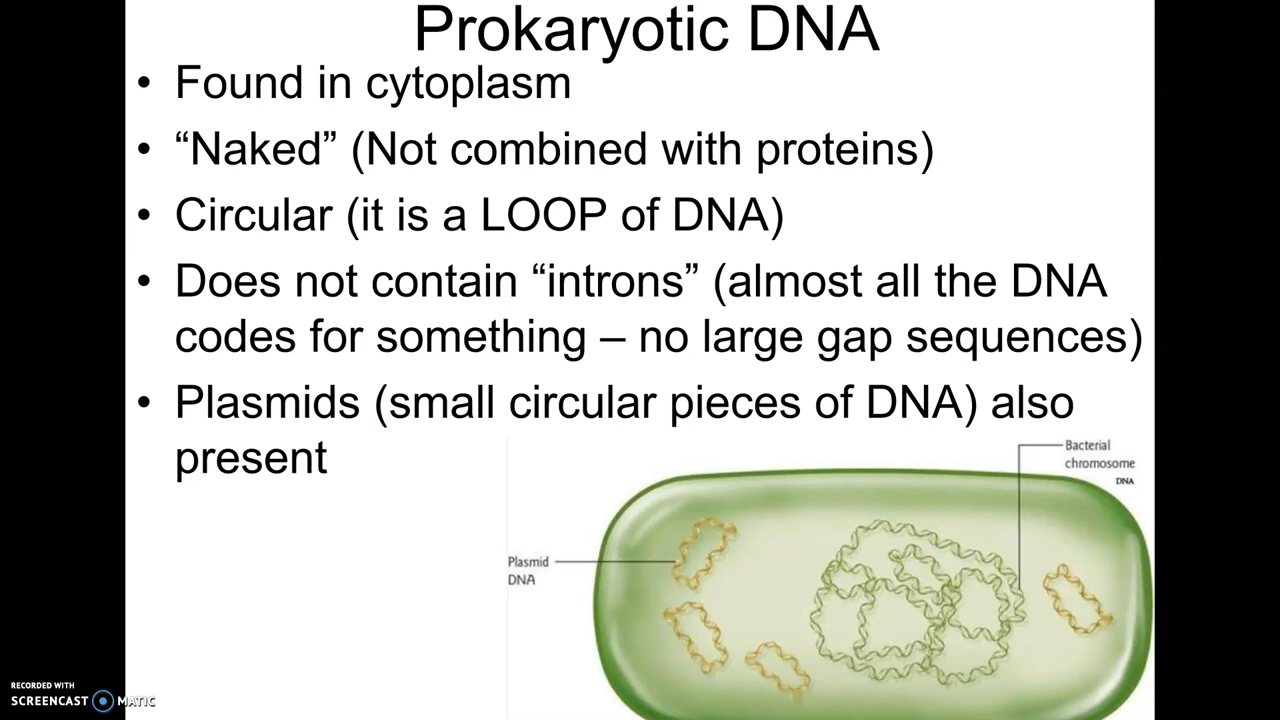 Prokaryotic DNA
• Found in cytoplasm
• “Naked” (Not combined with proteins)
• Circular (it is a LOOP of DNA)
• Does not contain “introns” (almost all the DNA
codes for something – no large gap sequences)
• Plasmids (small circular pieces of DNA) also
present
Bacterial
chromosome
DNA
Plasmid
DNA
RECORDED WITH
SCREENCAST MATIC